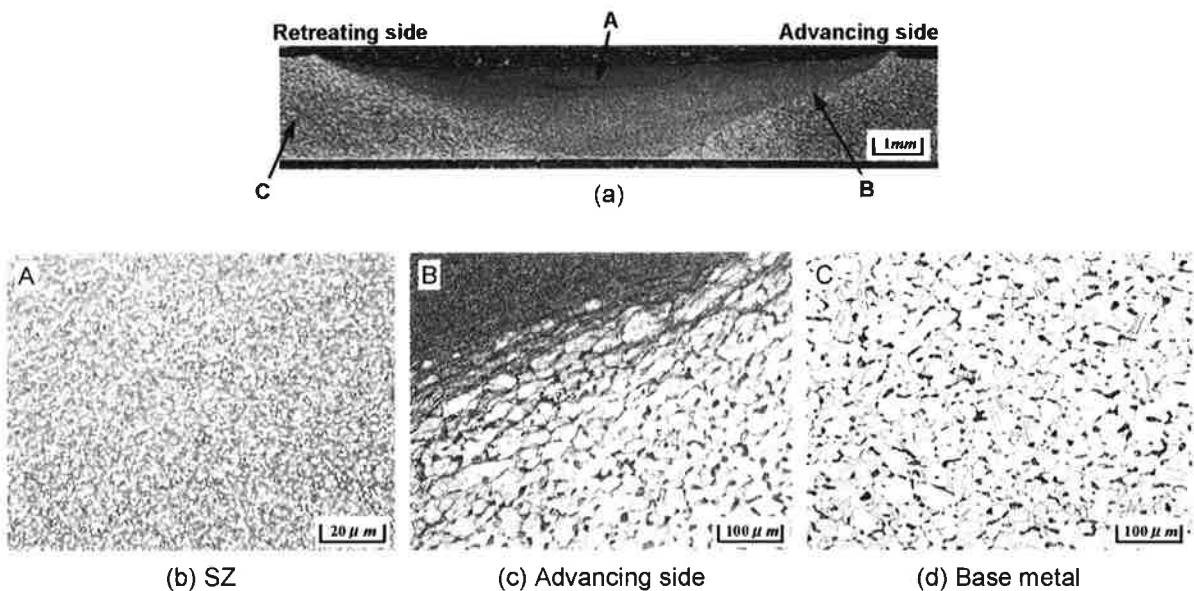 A
Retreating side
Advancing side
1mm
C
B
(a)
A
20μm
B
100μm
C
100μm
(b) SZ
(c) Advancing side
(d) Base metal